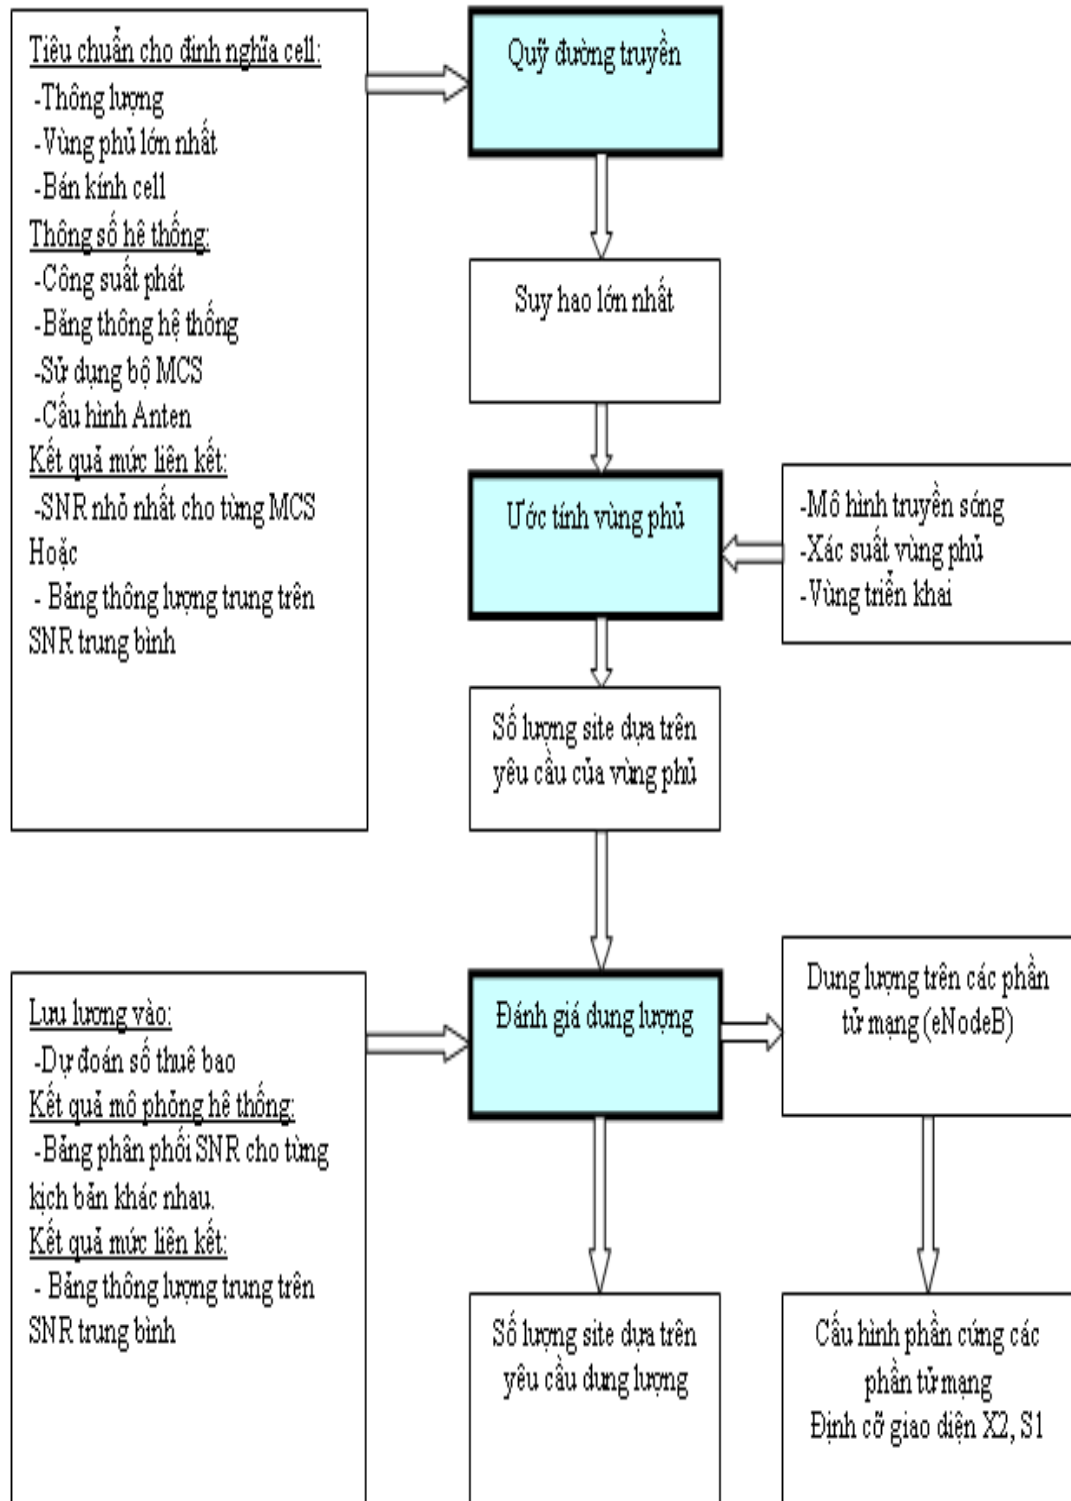 Tiêu chuẩn cho đinh nghĩa cell:
-Thông lượng
-Vùng phủ lớn nhất
-Bán kính cell
Thông số hê thống:
-Công suất phát
-Băng thông hệ thống
-Sử dụng bộ MCS
-Cấu hình Anten
Kết quả mức liên kết:
-SNR nhỏ nhất cho từng MCS
Hoặc
- Bảng thông lượng trung trên
SNR trung bình
Quỹ đường truyền
Suy hao lớn nhất
Ước tính vùng phủ
-Mô hình truyền sóng
-Xác suất vùng phủ
-Vùng triển khai
Số lượng site dựa trên
yêu cầu của vùng phủ
Lưu lương vào:
-Dự đoán số thuê bao
Kết quả mô phỏng hê thống:
-Bảng phân phối SNR cho từng
kịch bản khác nhau.
Kết quả mức liên kết:
- Bảng thông lượng trung trên
SNR trung bình
Đánh giá dung lượng
Dung lượng trên các phần
tử mạng (eNodeB)
Số lượng site dựa trên
yêu cầu dung lượng
Cấu hình phần cứng các
phần tử mạng
Định cỡ giao diện X2, S1